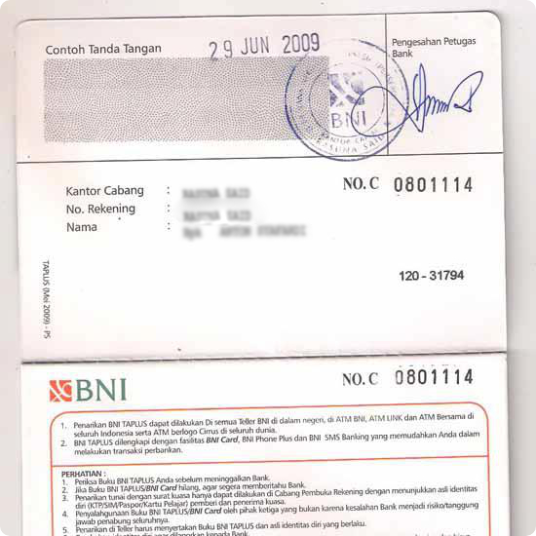 Contoh Tanda Tangan
29 JUN 2009
Pengesahan Petugas
Bank
BNI
KANTOR CAB
Kantor Cabang :
NO. C 0801114
No. Rekening :
Nama :
120 - 31794
TAPLUS (Mei 2009) - PS
BNI
NO. C 0801114
1. Penarikan BNI TAPLUS dapat dilakukan Di semua Teller BNI di dalam negeri, di ATM BNI, ATM LINK dan ATM Bersama di
seluruh Indonesia serta ATM berlogo Cirrus di seluruh dunia.
2. BNI TAPLUS dilengkapi dengan fasilitas BNI Card, BNI Phone Plus dan BNI SMS Banking yang memudahkan Anda dalam
melakukan transaksi perbankan.
PERHATIAN :
1. Periksa Buku BNI TAPLUS Anda sebelum meninggalkan Bank.
2. Jika Buku BNI TAPLUS/BNI Card hilang, agar segera memberitahu Bank.
3. Penarikan tunai dengan surat kuasa hanya dapat dilakukan di Cabang Pembuka Rekening dengan menunjukkan asli identitas
diri (KTP/SIM/Paspor/Kartu Pelajar) pemberi dan penerima kuasa.
4. Penyalahgunaan Buku BNI TAPLUS/BNI Card oleh pihak ketiga yang bukan karena kesalahan Bank menjadi risiko/tanggung
jawab penabung seluruhnya.
5. Penarikan di Teller harus menyertakan Buku BNI TAPLUS dan asli identitas diri yang berlaku.